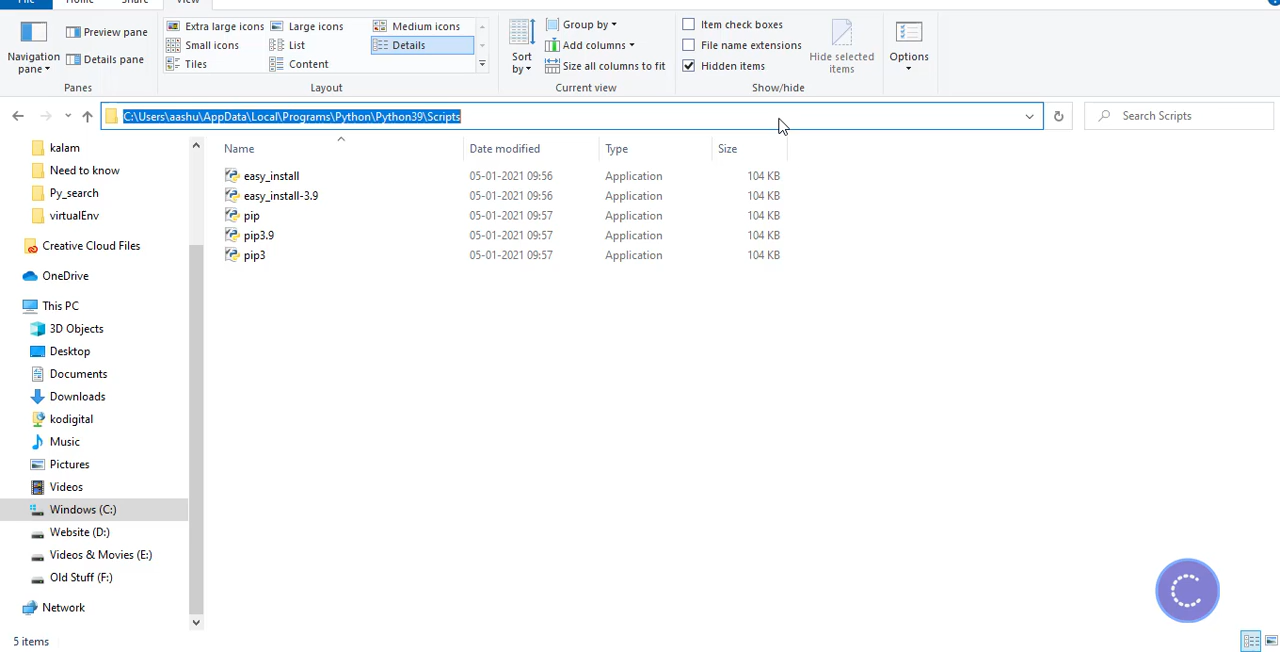 File Home Share View
Extra large icons Large icons Medium icons
Small icons List Details
Tiles Content
Navigation pane
Preview pane
Details pane
Panes
Layout
Sort by
Group by
Add columns
Size all columns to fit
Current view
Item check boxes
File name extensions
Hidden items
Hide selected items
Show/hide
Options
C:\Users\aashu\AppData\Local\Programs\Python\Python39\Scripts
Search Scripts
kalam
Need to know
Py_search
virtualEnv
Creative Cloud Files
OneDrive
This PC
3D Objects
Desktop
Documents
Downloads
kodigital
Music
Pictures
Videos
Windows (C:)
Website (D:)
Videos & Movies (E:)
Old Stuff (F:)
Network
Name Date modified Type Size
easy_install 05-01-2021 09:56 Application 104 KB
easy_install-3.9 05-01-2021 09:56 Application 104 KB
pip 05-01-2021 09:57 Application 104 KB
pip3.9 05-01-2021 09:57 Application 104 KB
pip3 05-01-2021 09:57 Application 104 KB
5 items